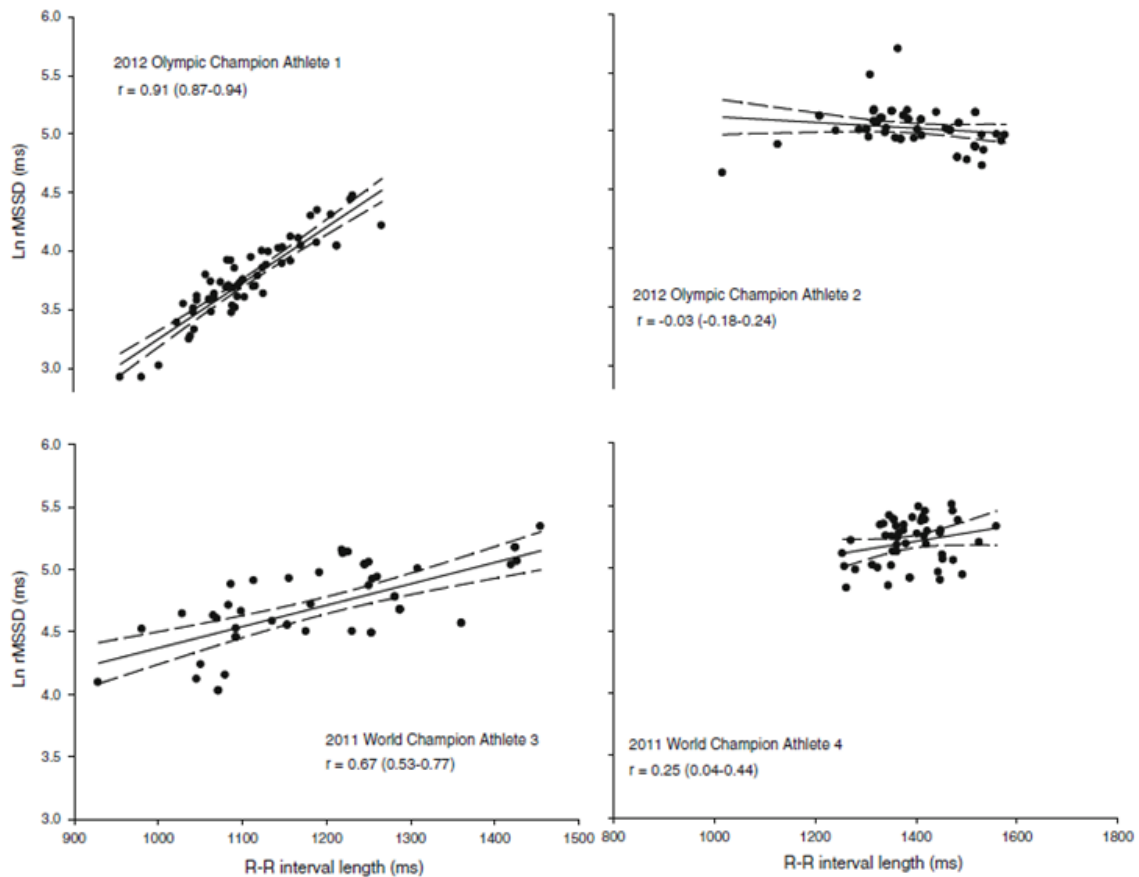 6.0
5.5
5.0
4.5
4.0
3.5
3.0
Ln rMSSD (ms)
2012 Olympic Champion Athlete 1
r = 0.91 (0.87-0.94)
2012 Olympic Champion Athlete 2
r = -0.03 (-0.18-0.24)
6.0
5.5
5.0
4.5
4.0
3.5
3.0
Ln rMSSD (ms)
2011 World Champion Athlete 3
r = 0.67 (0.53-0.77)
900 1000 1100 1200 1300 1400 1500
R-R interval length (ms)
2011 World Champion Athlete 4
r = 0.25 (0.04-0.44)
800 1000 1200 1400 1600 1800
R-R interval length (ms)